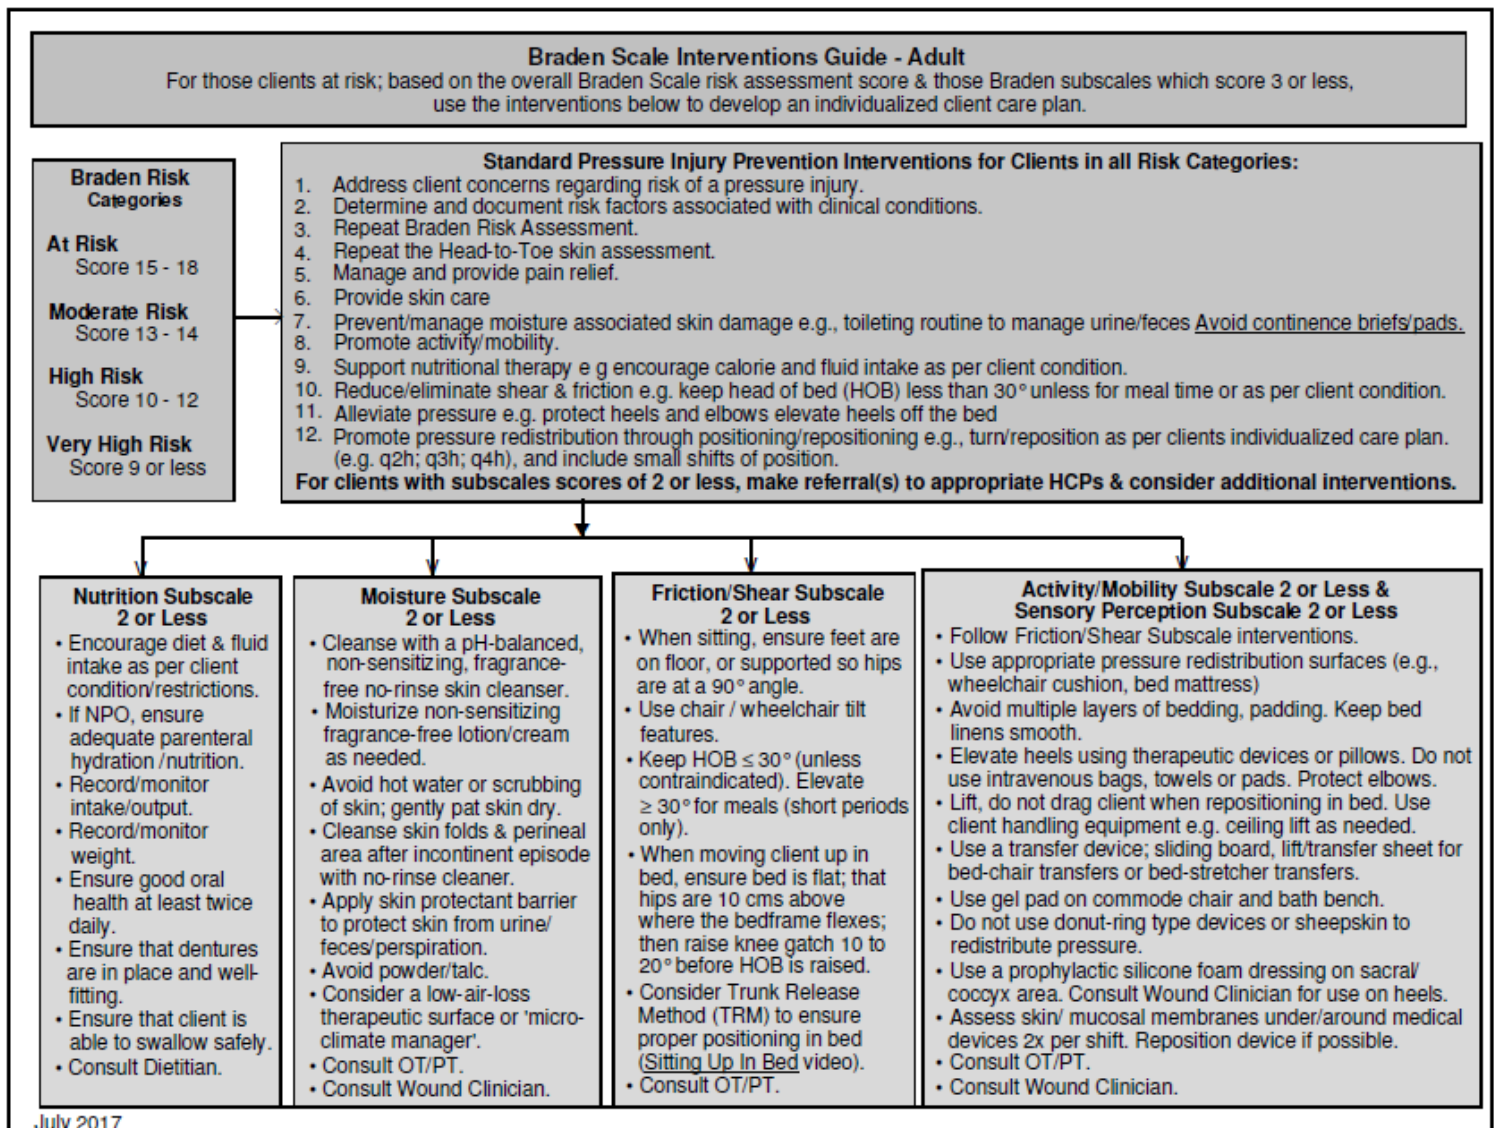 Braden Scale Interventions Guide - Adult
For those clients at risk; based on the overall Braden Scale risk assessment score & those Braden subscales which score 3 or less,
use the interventions below to develop an individualized client care plan.
Braden Risk
Categories
At Risk
Score 15 - 18
Moderate Risk
Score 13 - 14
High Risk
Score 10 - 12
Very High Risk
Score 9 or less
Standard Pressure Injury Prevention Interventions for Clients in all Risk Categories:
1. Address client concerns regarding risk of a pressure injury.
2. Determine and document risk factors associated with clinical conditions.
3. Repeat Braden Risk Assessment.
4. Repeat the Head-to-Toe skin assessment.
5. Manage and provide pain relief.
6. Provide skin care
7. Prevent/manage moisture associated skin damage e.g., toileting routine to manage urine/feces Avoid continence briefs/pads.
8. Promote activity/mobility.
9. Support nutritional therapy e g encourage calorie and fluid intake as per client condition.
10. Reduce/eliminate shear & friction e.g. keep head of bed (HOB) less than 30° unless for meal time or as per client condition.
11. Alleviate pressure e.g. protect heels and elbows elevate heels off the bed
12. Promote pressure redistribution through positioning/repositioning e.g., turn/reposition as per clients individualized care plan.
(e.g. q2h; q3h; q4h), and include small shifts of position.
For clients with subscales scores of 2 or less, make referral(s) to appropriate HCPs & consider additional interventions.
Nutrition Subscale
2 or Less
• Encourage diet & fluid
intake as per client
condition/restrictions.
• If NPO, ensure
adequate parenteral
hydration /nutrition.
• Record/monitor
intake/output.
• Record/monitor
weight.
• Ensure good oral
health at least twice
daily.
• Ensure that dentures
are in place and well-
fitting.
• Ensure that client is
able to swallow safely.
• Consult Dietitian.
Moisture Subscale
2 or Less
• Cleanse with a pH-balanced,
non-sensitizing, fragrance-
free no-rinse skin cleanser.
• Moisturize non-sensitizing
fragrance-free lotion/cream
as needed.
• Avoid hot water or scrubbing
of skin; gently pat skin dry.
• Cleanse skin folds & perineal
area after incontinent episode
with no-rinse cleaner.
• Apply skin protectant barrier
to protect skin from urine/
feces/perspiration.
• Avoid powder/talc.
• Consider a low-air-loss
therapeutic surface or 'micro-
climate manager'.
• Consult OT/PT.
• Consult Wound Clinician.
Friction/Shear Subscale
2 or Less
• When sitting, ensure feet are
on floor, or supported so hips
are at a 90° angle.
• Use chair / wheelchair tilt
features.
• Keep HOB ≤ 30° (unless
contraindicated). Elevate
≥ 30° for meals (short periods
only).
• When moving client up in
bed, ensure bed is flat; that
hips are 10 cms above
where the bedframe flexes;
then raise knee gatch 10 to
20° before HOB is raised.
• Consider Trunk Release
Method (TRM) to ensure
proper positioning in bed
(Sitting Up In Bed video).
• Consult OT/PT.
Activity/Mobility Subscale 2 or Less &
Sensory Perception Subscale 2 or Less
• Follow Friction/Shear Subscale interventions.
• Use appropriate pressure redistribution surfaces (e.g.,
wheelchair cushion, bed mattress)
• Avoid multiple layers of bedding, padding. Keep bed
linens smooth.
• Elevate heels using therapeutic devices or pillows. Do not
use intravenous bags, towels or pads. Protect elbows.
• Lift, do not drag client when repositioning in bed. Use
client handling equipment e.g. ceiling lift as needed.
• Use a transfer device; sliding board, lift/transfer sheet for
bed-chair transfers or bed-stretcher transfers.
• Use gel pad on commode chair and bath bench.
• Do not use donut-ring type devices or sheepskin to
redistribute pressure.
• Use a prophylactic silicone foam dressing on sacral/
coccyx area. Consult Wound Clinician for use on heels.
• Assess skin/ mucosal membranes under/around medical
devices 2x per shift. Reposition device if possible.
• Consult OT/PT.
• Consult Wound Clinician.
July 2017